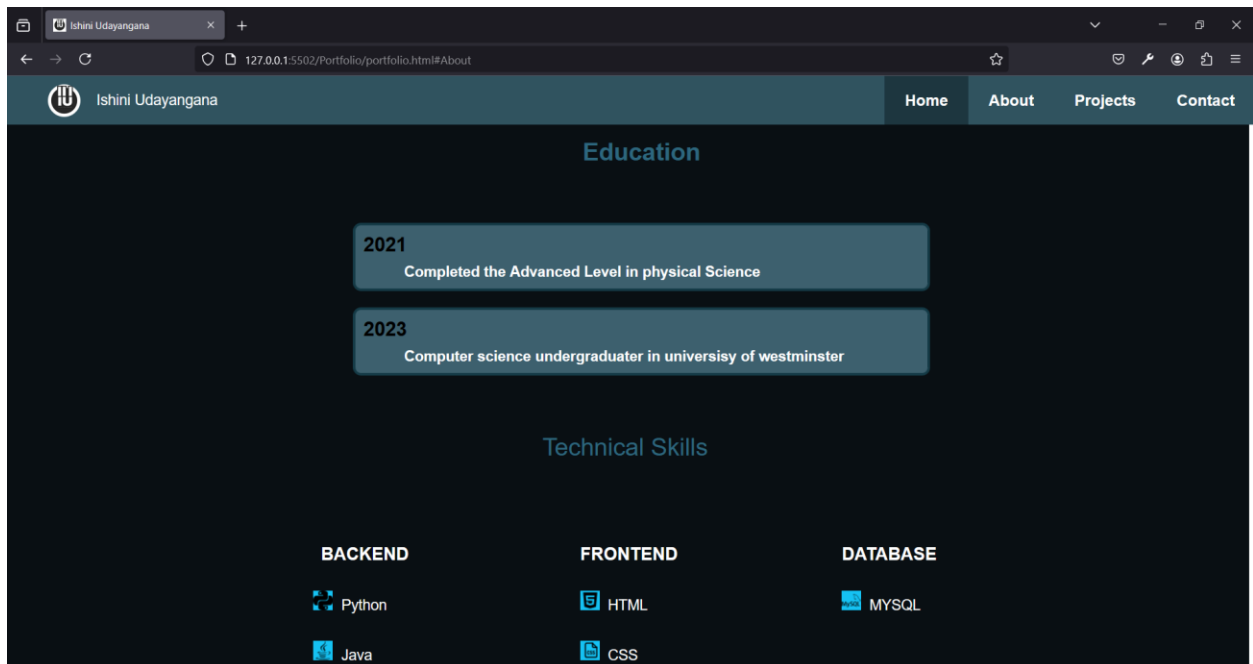 Ishini Udayangana
127.0.0.1:5502/Portfolio/portfolio.html#About
IU Ishini Udayangana Home About Projects Contact
Education
2021
Completed the Advanced Level in physical Science
2023
Computer science undergraduater in universisy of westminster
Technical Skills
BACKEND FRONTEND DATABASE
Python HTML MYSQL
Java CSS